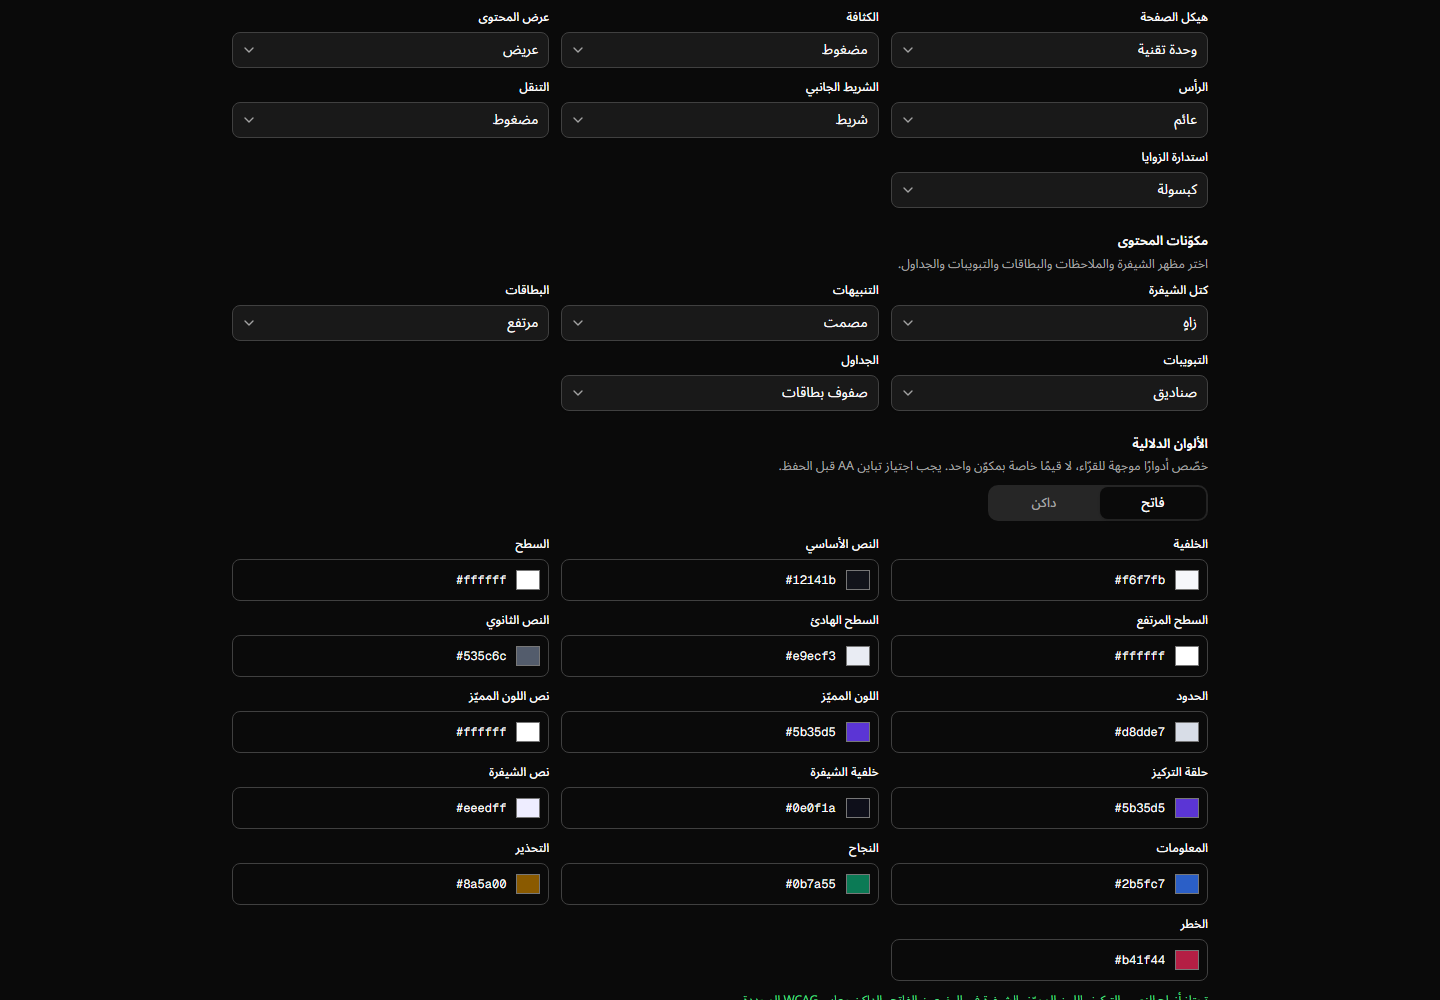 هيكل الصفحة
الكثافة
عرض المحتوى
وحدة تقنية
مضغوط
عريض
الرأس
الشريط الجانبي
التنقل
عائم
شريط
مضغوط
استدارة الزوايا
كبسولة
مكوّنات المحتوى
اختر مظهر الشيفرة والملاحظات والبطاقات والتبويبات والجداول.
كتل الشيفرة
التنبيهات
البطاقات
زاهٍ
مصمت
مرتفع
التبويبات
الجداول
صناديق
صفوف بطاقات
الألوان الدلالية
خصّص أدوارًا موجهة للقرّاء، لا قيمًا خاصة بمكوّن واحد. يجب اجتياز تباين AA قبل الحفظ.
فاتح
داكن
الخلفية
النص الأساسي
السطح
#f6f7fb
#12141b
#ffffff
السطح المرتفع
السطح الهادئ
النص الثانوي
#ffffff
#e9ecf3
#535c6c
الحدود
اللون المميّز
نص اللون المميّز
#d8dde7
#5b35d5
#ffffff
حلقة التركيز
خلفية الشيفرة
نص الشيفرة
#5b35d5
#0e0f1a
#eeedff
المعلومات
النجاح
التحذير
#2b5fc7
#0b7a55
#8a5a00
الخطر
#b41f44